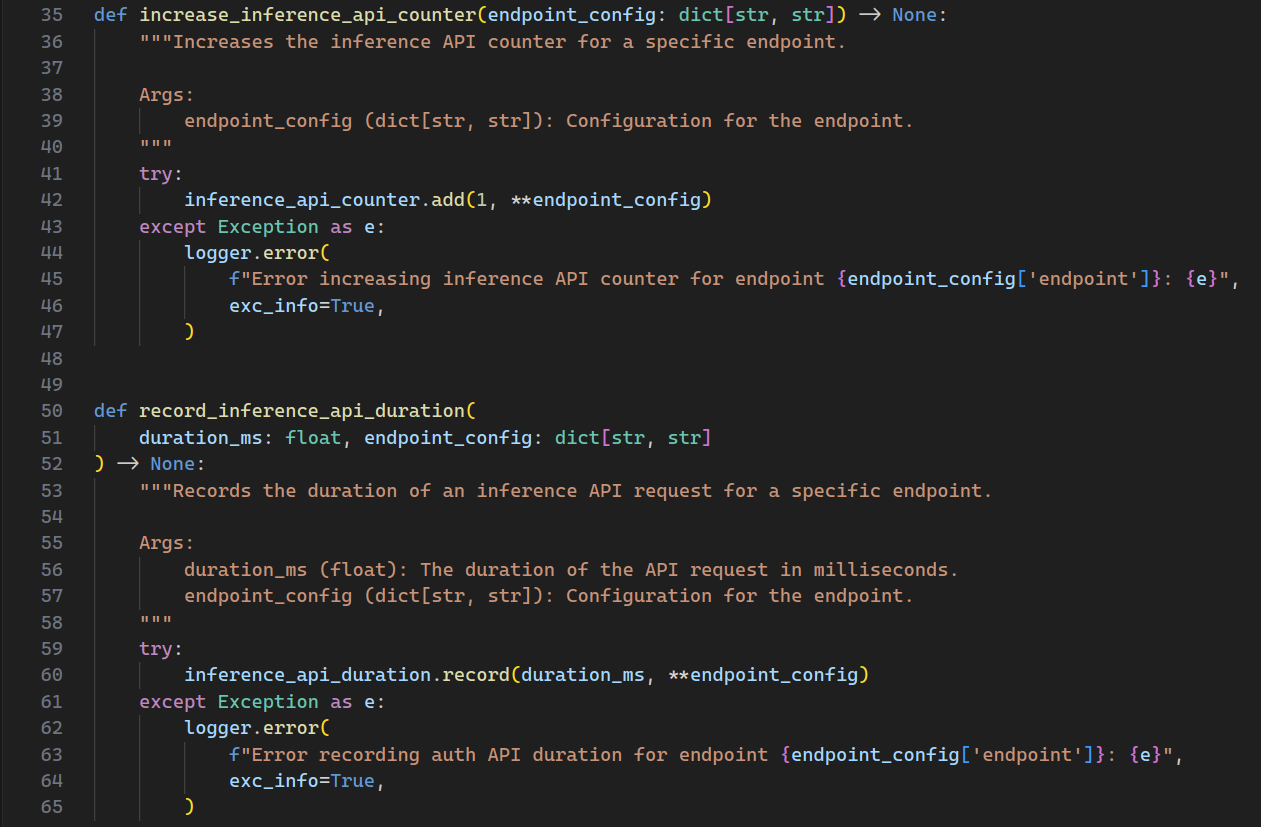 35 def increase_inference_api_counter(endpoint_config: dict[str, str]) -> None:
36     """Increases the inference API counter for a specific endpoint.
37
38     Args:
39         endpoint_config (dict[str, str]): Configuration for the endpoint.
40     """
41     try:
42         inference_api_counter.add(1, **endpoint_config)
43     except Exception as e:
44         logger.error(
45             f"Error increasing inference API counter for endpoint {endpoint_config['endpoint']}: {e}",
46             exc_info=True,
47         )
48
49
50 def record_inference_api_duration(
51     duration_ms: float, endpoint_config: dict[str, str]
52 ) -> None:
53     """Records the duration of an inference API request for a specific endpoint.
54
55     Args:
56         duration_ms (float): The duration of the API request in milliseconds.
57         endpoint_config (dict[str, str]): Configuration for the endpoint.
58     """
59     try:
60         inference_api_duration.record(duration_ms, **endpoint_config)
61     except Exception as e:
62         logger.error(
63             f"Error recording auth API duration for endpoint {endpoint_config['endpoint']}: {e}",
64             exc_info=True,
65         )